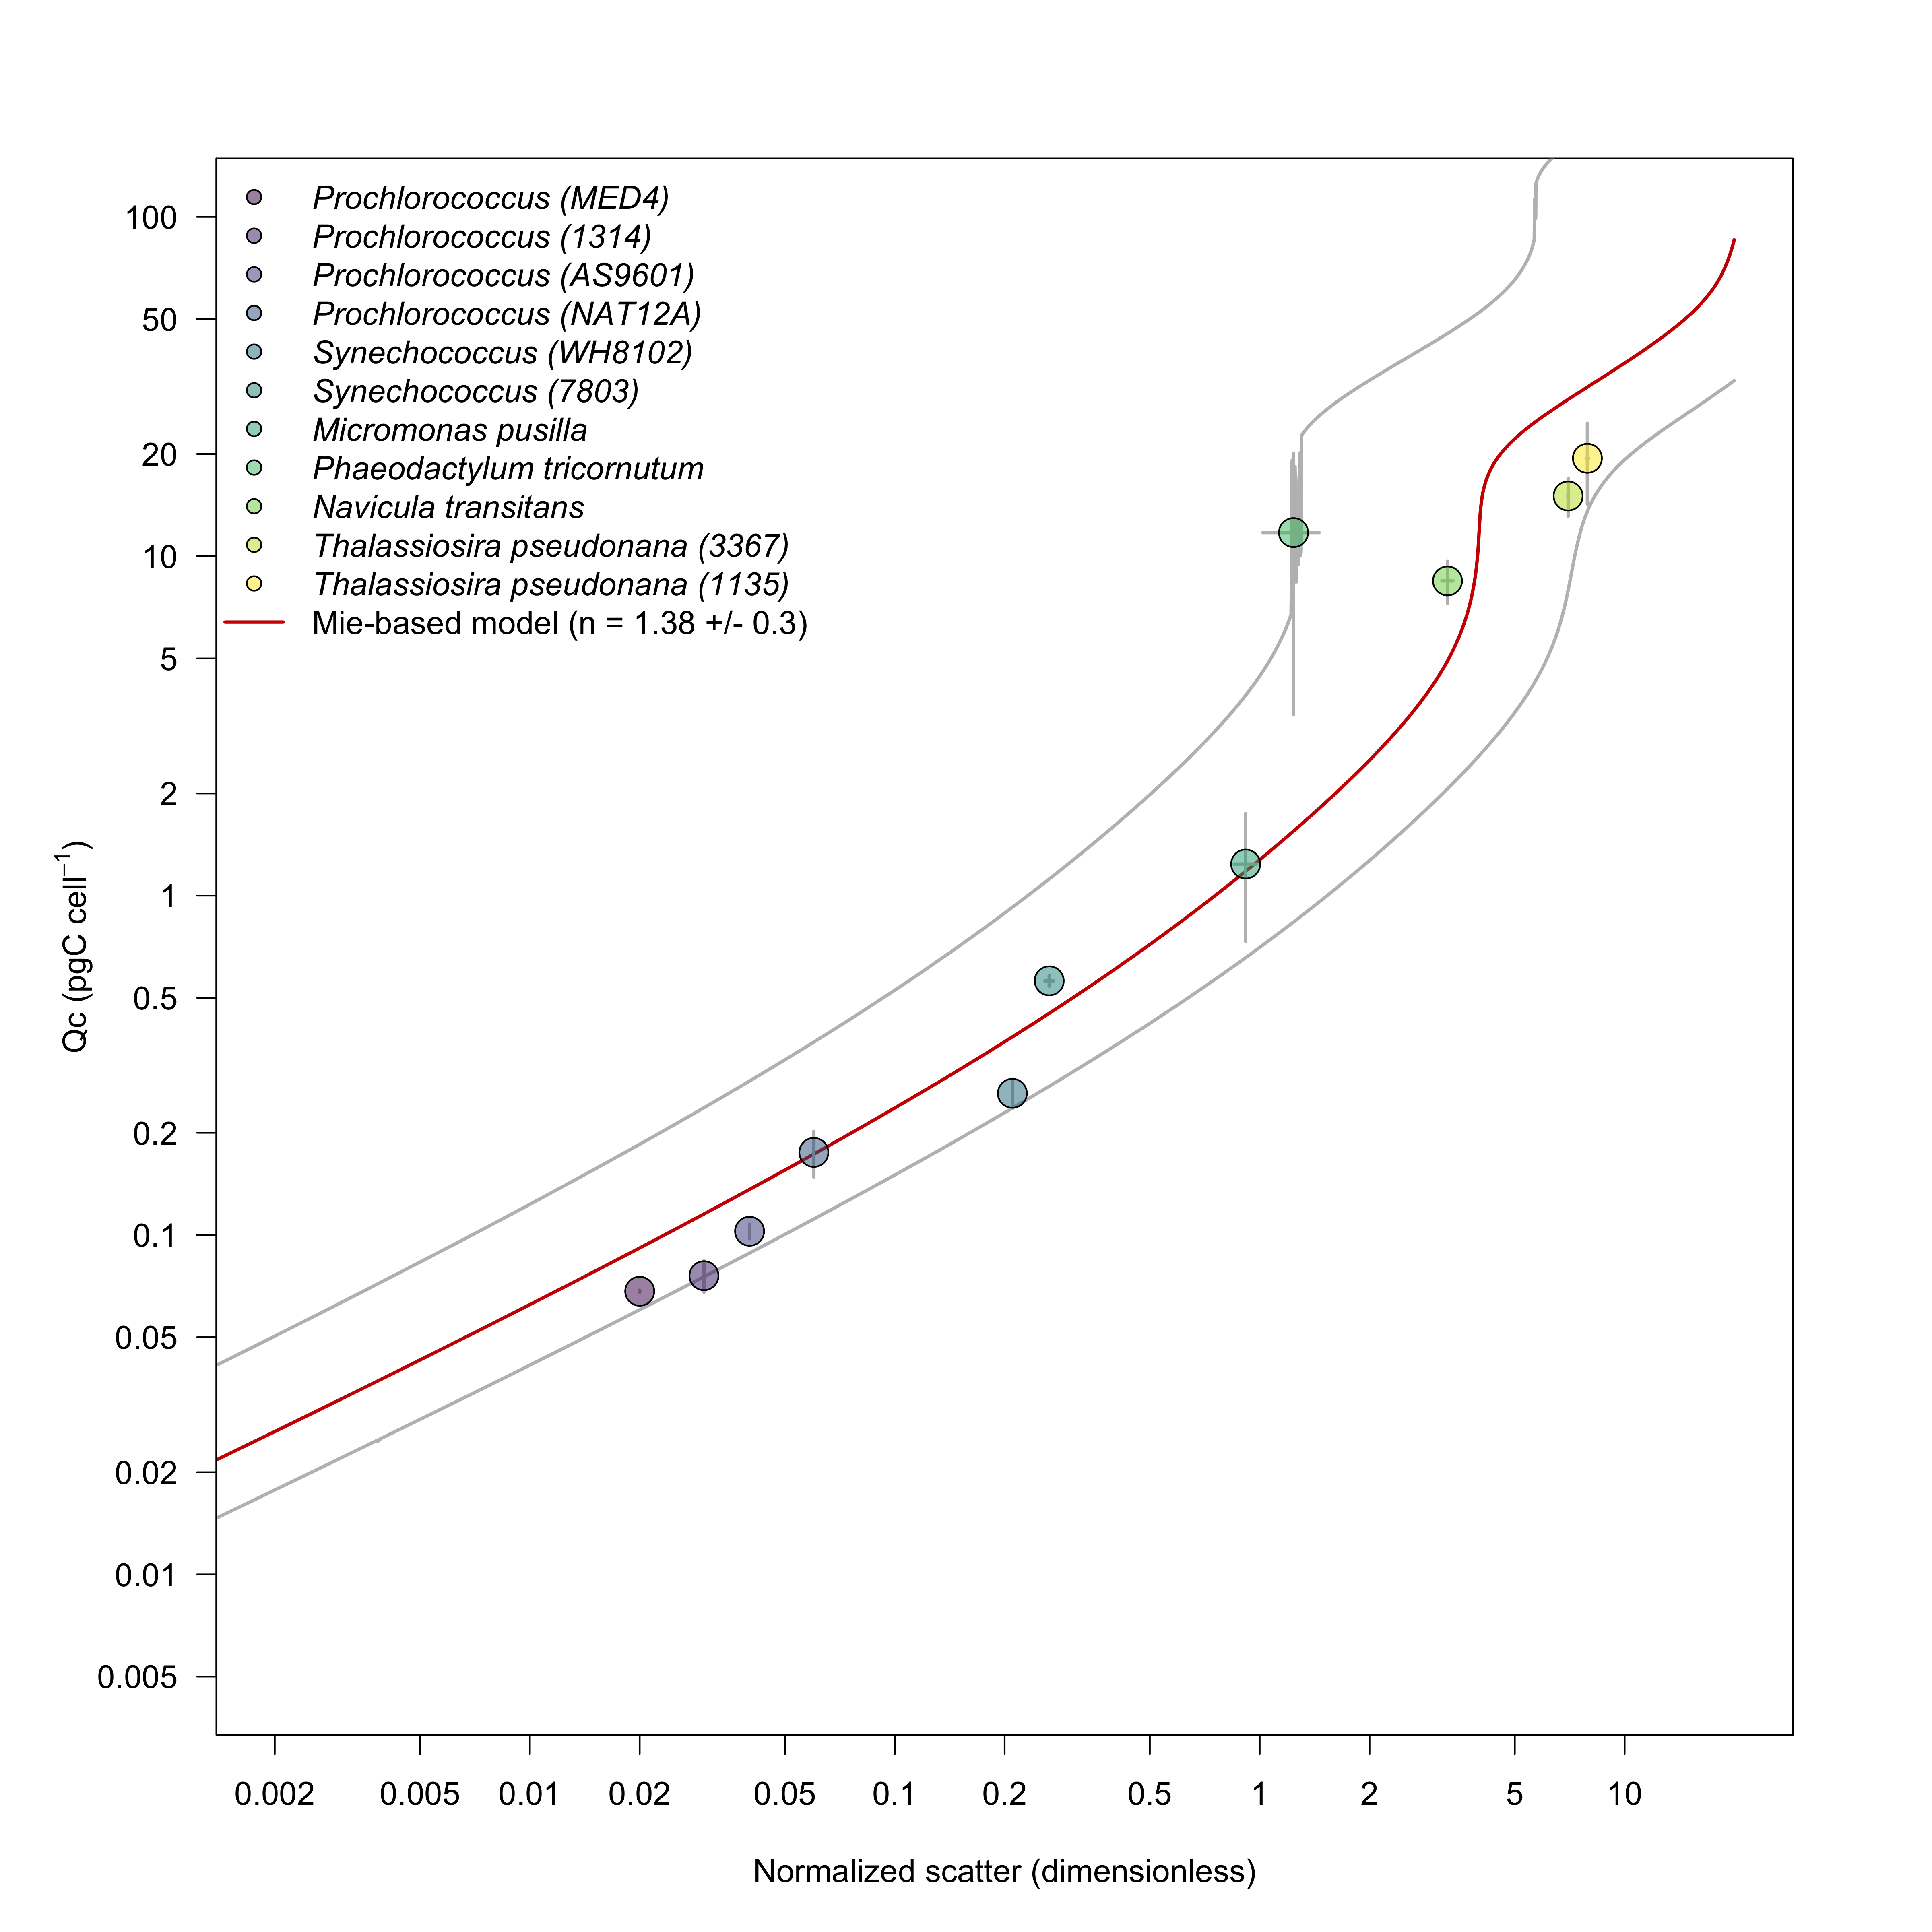 Prochlorococcus (MED4)
Prochlorococcus (1314)
Prochlorococcus (AS9601)
Prochlorococcus (NAT12A)
Synechococcus (WH8102)
Synechococcus (7803)
Micromonas pusilla
Phaeodactylum tricornutum
Navicula transitans
Thalassiosira pseudonana (3367)
Thalassiosira pseudonana (1135)
Mie-based model (n = 1.38 +/- 0.3)
100
50
20
10
5
2
1
0.5
0.2
0.1
0.05
0.02
0.01
0.005
Qc (pgC cell⁻¹)
0.002 0.005 0.01 0.02 0.05 0.1 0.2 0.5 1 2 5 10
Normalized scatter (dimensionless)